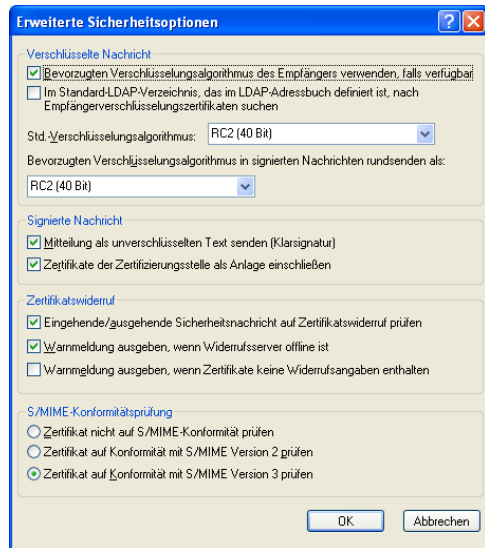 Erweiterte Sicherheitsoptionen
Verschlüsselte Nachricht
Bevorzugten Verschlüsselungsalgorithmus des Empfängers verwenden, falls verfügbar
Im Standard-LDAP-Verzeichnis, das im LDAP-Adressbuch definiert ist, nach
Empfängerverschlüsselungszertifikaten suchen
Std.-Verschlüsselungsalgorithmus: RC2 (40 Bit)
Bevorzugten Verschlüsselungsalgorithmus in signierten Nachrichten rundsenden als:
RC2 (40 Bit)
Signierte Nachricht
Mitteilung als unverschlüsselten Text senden (Klarsignatur)
Zertifikate der Zertifizierungsstelle als Anlage einschließen
Zertifikatswiderruf
Eingehende/ausgehende Sicherheitsnachricht auf Zertifikatswiderruf prüfen
Warnmeldung ausgeben, wenn Widerrufsserver offline ist
Warnmeldung ausgeben, wenn Zertifikate keine Widerrufsangaben enthalten
S/MIME-Konformitätsprüfung
Zertifikat nicht auf S/MIME-Konformität prüfen
Zertifikat auf Konformität mit S/MIME Version 2 prüfen
Zertifikat auf Konformität mit S/MIME Version 3 prüfen
OK Abbrechen